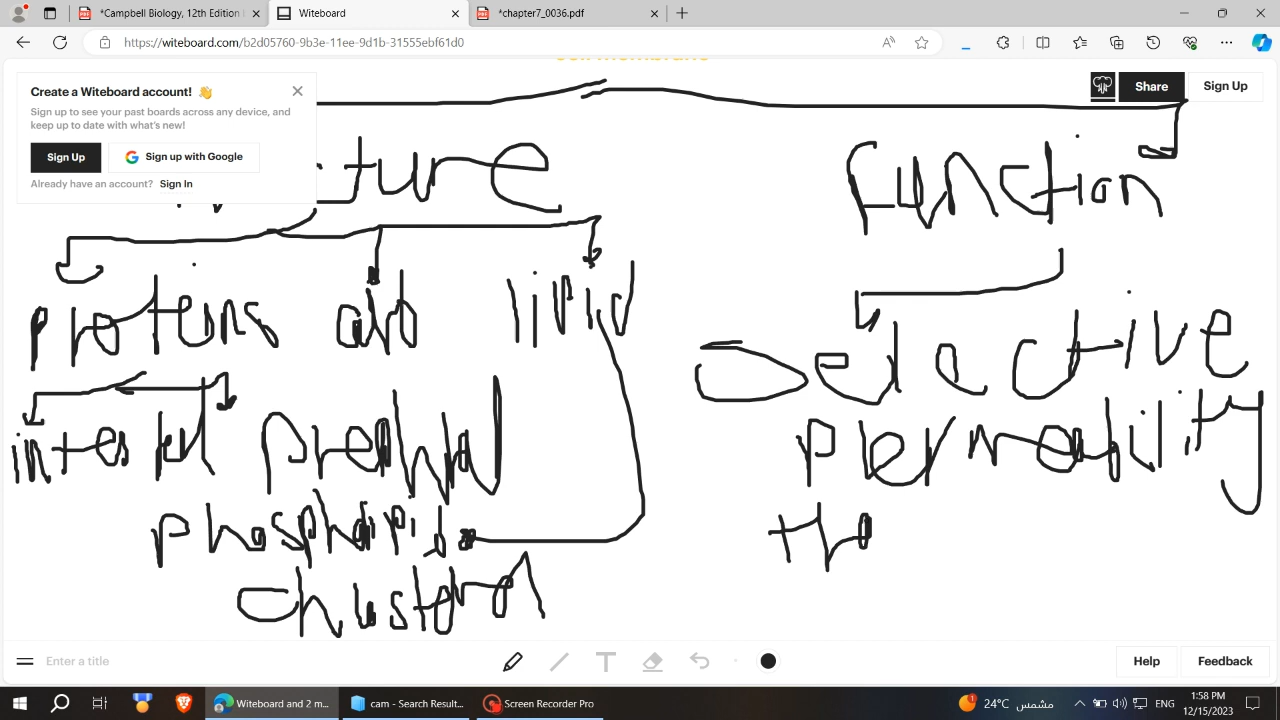 *Campbell Biology, 12th Edition
Witeboard
*chapter7_0036.pdf
https://witeboard.com/b2d05760-9b3e-11ee-9d1b-31555ebf61d0
Create a Witeboard account! 👋
Sign up to see your past boards across any device, and
keep up to date with what's new!
Sign Up
Sign up with Google
Already have an account? Sign In
Share
Sign Up
cture
Function
proteins
lipid
selective
permeability
the
phosphlipid
cholesterol
Enter a title
T
Help
Feedback
Witeboard and 2 m...
cam - Search Result...
Screen Recorder Pro
1
24°C مشمس
ENG
1:58 PM
12/15/2023